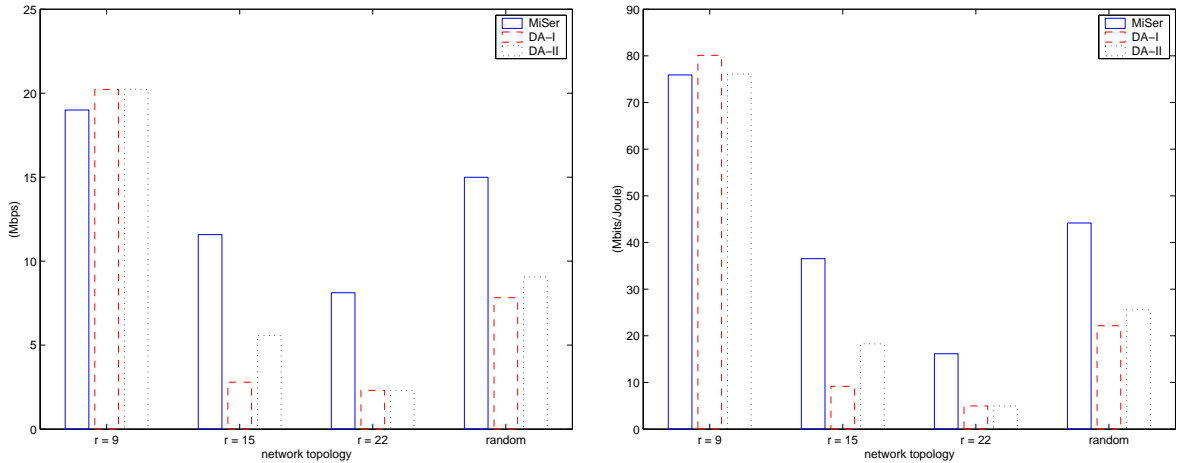 25
20
15
10
5
0
(Mbps)
r = 9
r = 15
r = 22
random
network topology
MiSer
DA−I
DA−II
90
80
70
60
50
40
30
20
10
0
(Mbits/Joule)
r = 9
r = 15
r = 22
random
network topology
MiSer
DA−I
DA−II